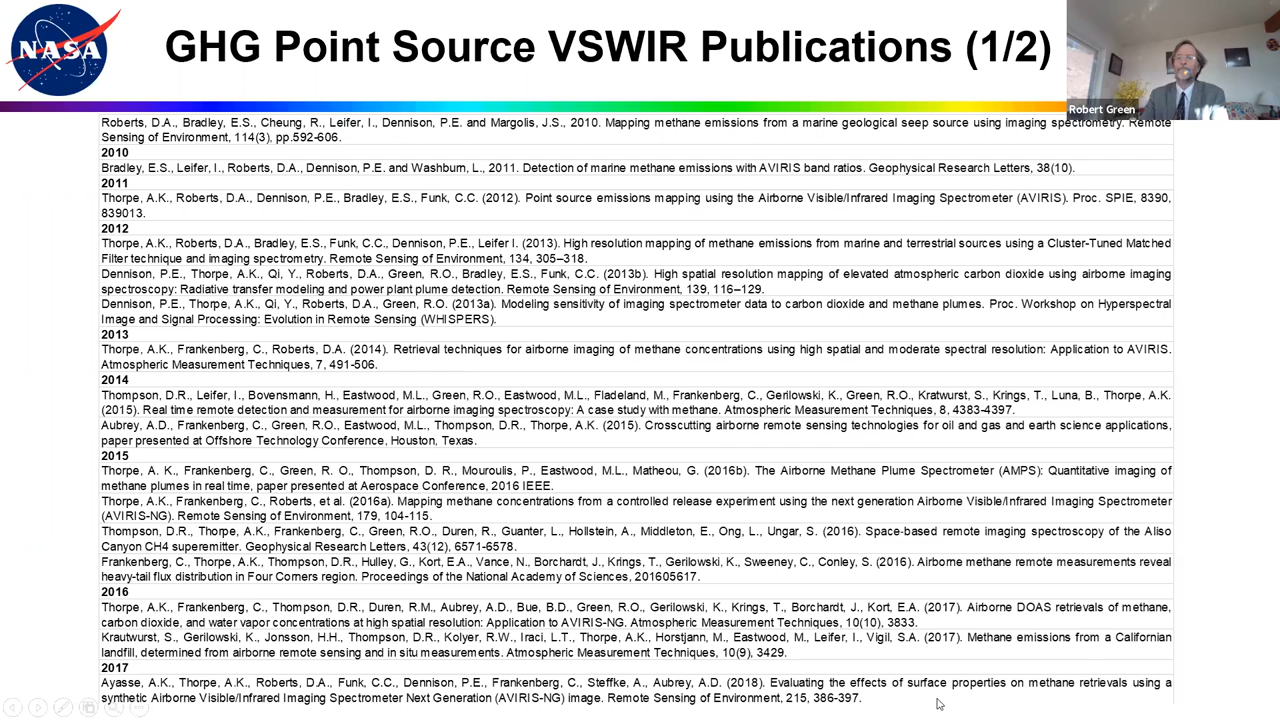 NASA
GHG Point Source VSWIR Publications (1/2)
Robert Green
Roberts, D.A., Bradley, E.S., Cheung, R., Leifer, I., Dennison, P.E. and Margolis, J.S., 2010. Mapping methane emissions from a marine geological seep source using imaging spectrometry. Remote
Sensing of Environment, 114(3), pp.592-606.
2010
Bradley, E.S., Leifer, I., Roberts, D.A., Dennison, P.E. and Washburn, L., 2011. Detection of marine methane emissions with AVIRIS band ratios. Geophysical Research Letters, 38(10).
2011
Thorpe, A.K., Roberts, D.A., Dennison, P.E., Bradley, E.S., Funk, C.C. (2012). Point source emissions mapping using the Airborne Visible/Infrared Imaging Spectrometer (AVIRIS). Proc. SPIE, 8390,
839013.
2012
Thorpe, A.K., Roberts, D.A., Bradley, E.S., Funk, C.C., Dennison, P.E., Leifer I. (2013). High resolution mapping of methane emissions from marine and terrestrial sources using a Cluster-Tuned Matched
Filter technique and imaging spectrometry. Remote Sensing of Environment, 134, 305–318.
Dennison, P.E., Thorpe, A.K., Qi, Y., Roberts, D.A., Green, R.O., Bradley, E.S., Funk, C.C. (2013b). High spatial resolution mapping of elevated atmospheric carbon dioxide using airborne imaging
spectroscopy: Radiative transfer modeling and power plant plume detection. Remote Sensing of Environment, 139, 116–129.
Dennison, P.E., Thorpe, A.K., Qi, Y., Roberts, D.A., Green, R.O. (2013a). Modeling sensitivity of imaging spectrometer data to carbon dioxide and methane plumes. Proc. Workshop on Hyperspectral
Image and Signal Processing: Evolution in Remote Sensing (WHISPERS).
2013
Thorpe, A.K., Frankenberg, C., Roberts, D.A. (2014). Retrieval techniques for airborne imaging of methane concentrations using high spatial and moderate spectral resolution: Application to AVIRIS.
Atmospheric Measurement Techniques, 7, 491-506.
2014
Thompson, D.R., Leifer, I., Bovensmann, H., Eastwood, M.L., Green, R.O., Eastwood, M.L., Fladeland, M., Frankenberg, C., Gerilowski, K., Green, R.O., Kratwurst, S., Krings, T., Luna, B., Thorpe, A.K.
(2015). Real time remote detection and measurement for airborne imaging spectroscopy: A case study with methane. Atmospheric Measurement Techniques, 8, 4383-4397.
Aubrey, A.D., Frankenberg, C., Green, R.O., Eastwood, M.L., Thompson, D.R., Thorpe, A.K. (2015). Crosscutting airborne remote sensing technologies for oil and gas and earth science applications,
paper presented at Offshore Technology Conference, Houston, Texas.
2015
Thorpe, A. K., Frankenberg, C., Green, R. O., Thompson, D. R., Mouroulis, P., Eastwood, M.L., Matheou, G. (2016b). The Airborne Methane Plume Spectrometer (AMPS): Quantitative imaging of
methane plumes in real time, paper presented at Aerospace Conference, 2016 IEEE.
Thorpe, A.K., Frankenberg, C., Roberts, et al. (2016a). Mapping methane concentrations from a controlled release experiment using the next generation Airborne Visible/Infrared Imaging Spectrometer
(AVIRIS-NG). Remote Sensing of Environment, 179, 104-115.
Thompson, D.R., Thorpe, A.K., Frankenberg, C., Green, R.O., Duren, R., Guanter, L., Hollstein, A., Middleton, E., Ong, L., Ungar, S. (2016). Space-based remote imaging spectroscopy of the Aliso
Canyon CH4 superemitter. Geophysical Research Letters, 43(12), 6571-6578.
Frankenberg, C., Thorpe, A.K., Thompson, D.R., Hulley, G., Kort, E.A., Vance, N., Borchardt, J., Krings, T., Gerilowski, K., Sweeney, C., Conley, S. (2016). Airborne methane remote measurements reveal
heavy-tail flux distribution in Four Corners region. Proceedings of the National Academy of Sciences, 201605617.
2016
Thorpe, A.K., Frankenberg, C., Thompson, D.R., Duren, R.M., Aubrey, A.D., Bue, B.D., Green, R.O., Gerilowski, K., Krings, T., Borchardt, J., Kort, E.A. (2017). Airborne DOAS retrievals of methane,
carbon dioxide, and water vapor concentrations at high spatial resolution: Application to AVIRIS-NG. Atmospheric Measurement Techniques, 10(10), 3833.
Krautwurst, S., Gerilowski, K., Jonsson, H.H., Thompson, D.R., Kolyer, R.W., Iraci, L.T., Thorpe, A.K., Horstjann, M., Eastwood, M., Leifer, I., Vigil, S.A. (2017). Methane emissions from a Californian
landfill, determined from airborne remote sensing and in situ measurements. Atmospheric Measurement Techniques, 10(9), 3429.
2017
Ayasse, A.K., Thorpe, A.K., Roberts, D.A., Funk, C.C., Dennison, P.E., Frankenberg, C., Steffke, A., Aubrey, A.D. (2018). Evaluating the effects of surface properties on methane retrievals using a
synthetic Airborne Visible/Infrared Imaging Spectrometer Next Generation (AVIRIS-NG) image. Remote Sensing of Environment, 215, 386-397.